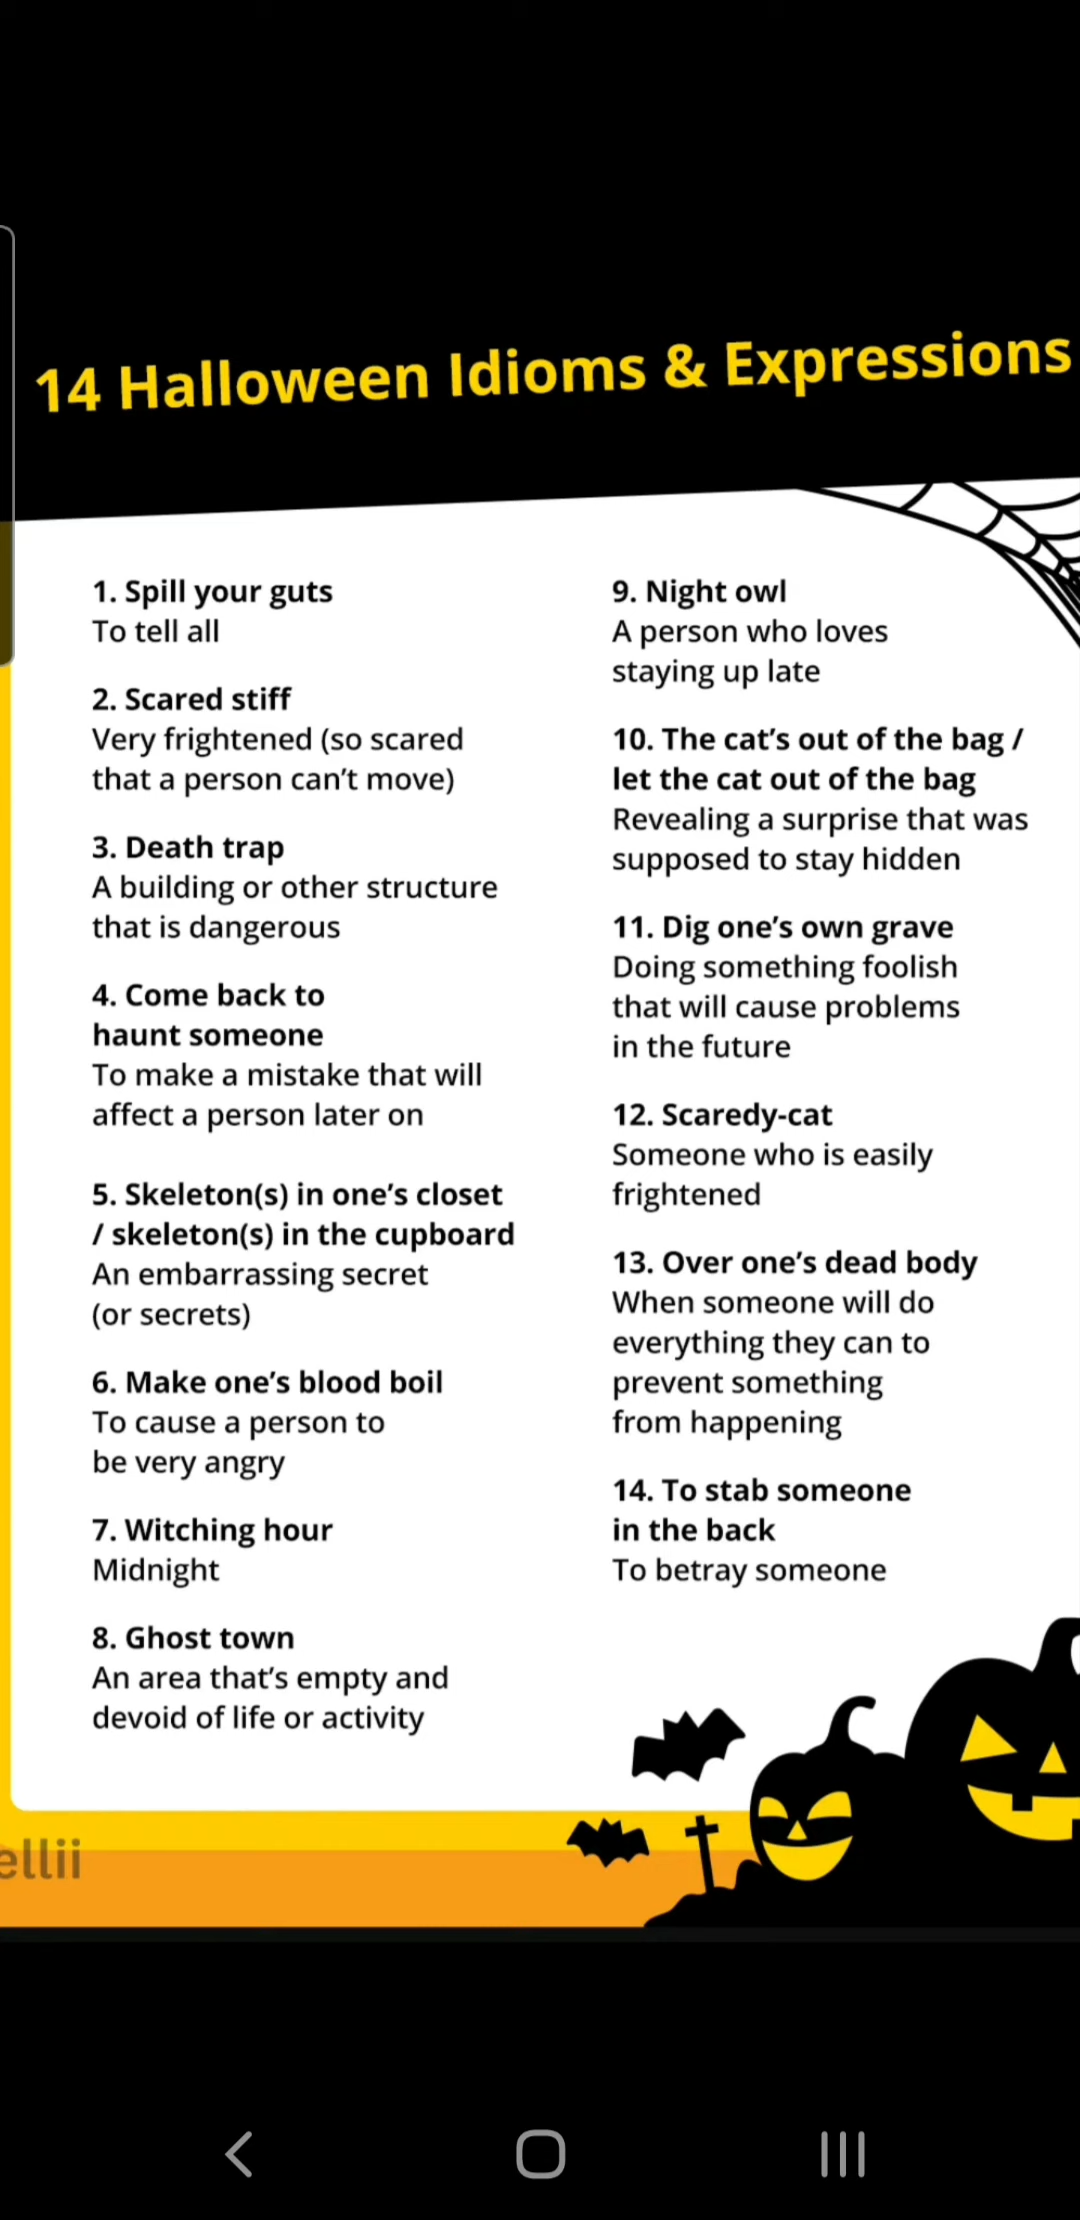 14 Halloween Idioms & Expressions
1. Spill your guts
To tell all
2. Scared stiff
Very frightened (so scared
that a person can’t move)
3. Death trap
A building or other structure
that is dangerous
4. Come back to
haunt someone
To make a mistake that will
affect a person later on
5. Skeleton(s) in one’s closet
/ skeleton(s) in the cupboard
An embarrassing secret
(or secrets)
6. Make one’s blood boil
To cause a person to
be very angry
7. Witching hour
Midnight
8. Ghost town
An area that’s empty and
devoid of life or activity
9. Night owl
A person who loves
staying up late
10. The cat’s out of the bag /
let the cat out of the bag
Revealing a surprise that was
supposed to stay hidden
11. Dig one’s own grave
Doing something foolish
that will cause problems
in the future
12. Scaredy-cat
Someone who is easily
frightened
13. Over one’s dead body
When someone will do
everything they can to
prevent something
from happening
14. To stab someone
in the back
To betray someone
ellii